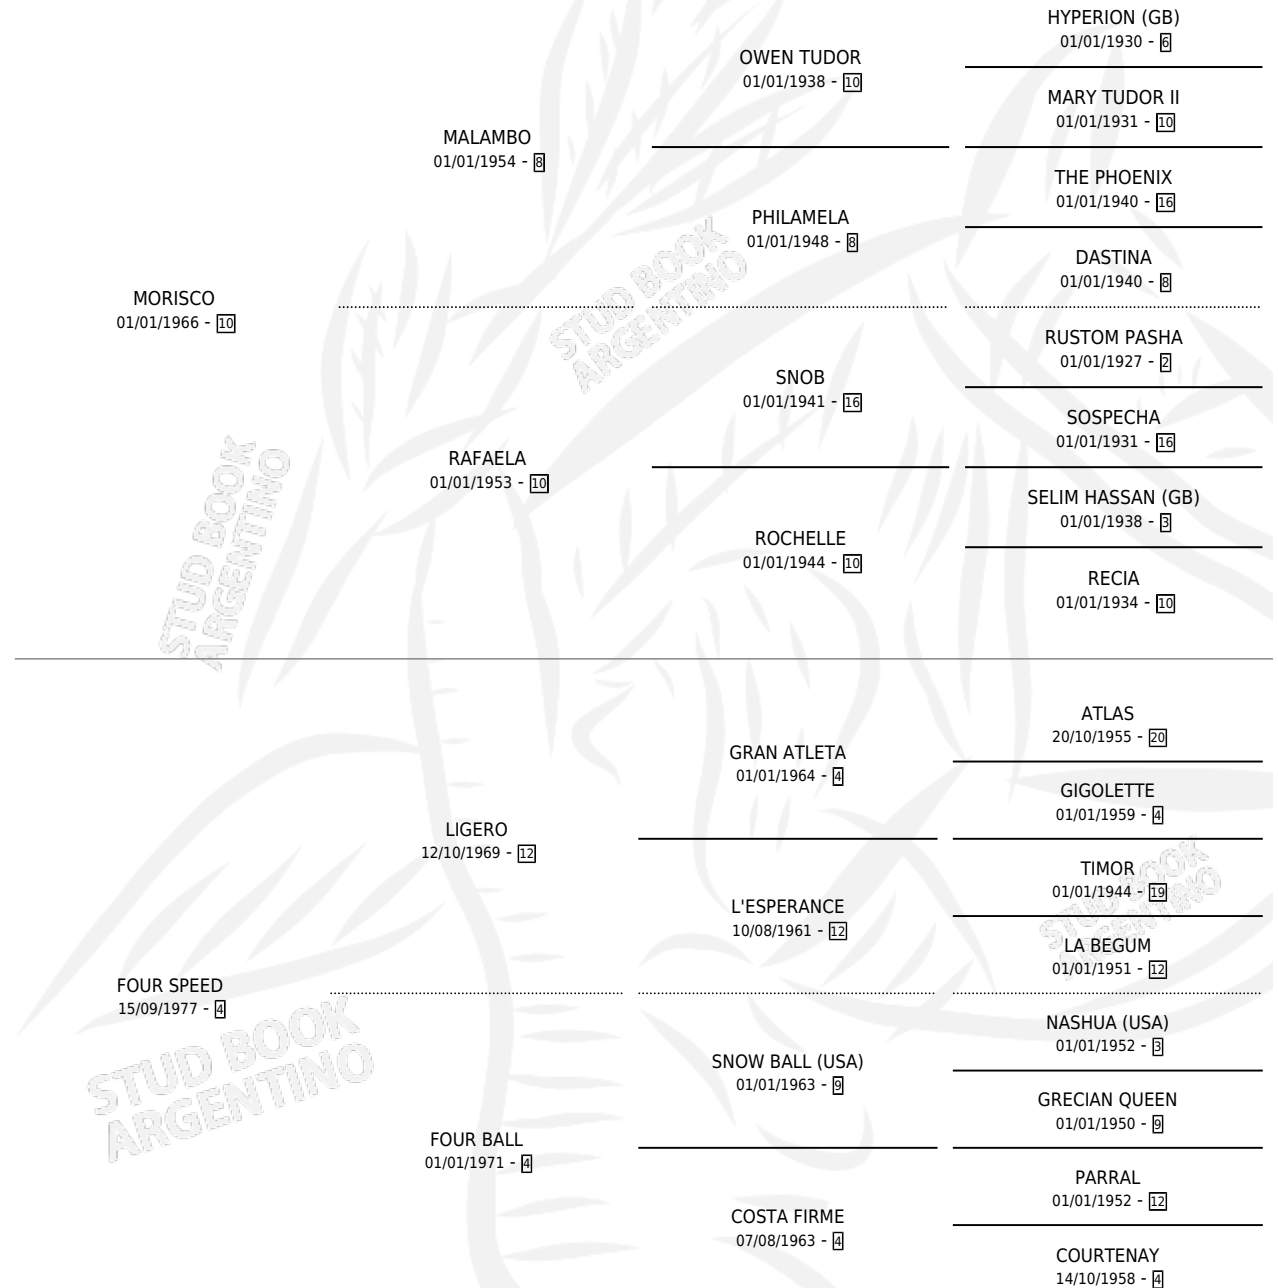 HYPERION (GB)
01/01/1930 - 6
OWEN TUDOR
01/01/1938 - 10
MARY TUDOR II
01/01/1931 - 10
MALAMBO
01/01/1954 - 8
THE PHOENIX
01/01/1940 - 16
PHILAMELA
01/01/1948 - 8
DASTINA
01/01/1940 - 8
MORISCO
01/01/1966 - 10
RUSTOM PASHA
01/01/1927 - 2
SNOB
01/01/1941 - 16
SOSPECHA
01/01/1931 - 16
RAFAELA
01/01/1953 - 10
SELIM HASSAN (GB)
01/01/1938 - 3
ROCHELLE
01/01/1944 - 10
RECIA
01/01/1934 - 10
ATLAS
20/10/1955 - 20
GRAN ATLETA
01/01/1964 - 4
GIGOLETTE
01/01/1959 - 4
LIGERO
12/10/1969 - 12
TIMOR
01/01/1944 - 19
L'ESPERANCE
10/08/1961 - 12
LA BEGUM
01/01/1951 - 12
FOUR SPEED
15/09/1977 - 4
NASHUA (USA)
01/01/1952 - 3
SNOW BALL (USA)
01/01/1963 - 9
GRECIAN QUEEN
01/01/1950 - 9
FOUR BALL
01/01/1971 - 4
PARRAL
01/01/1952 - 12
COSTA FIRME
07/08/1963 - 4
COURTENAY
14/10/1958 - 4
STUD BOOK
ARGENTINO
STUD BOOK
ARGENTINO
STUD BOOK
ARGENTINO
STUD BOOK
ARGENTINO